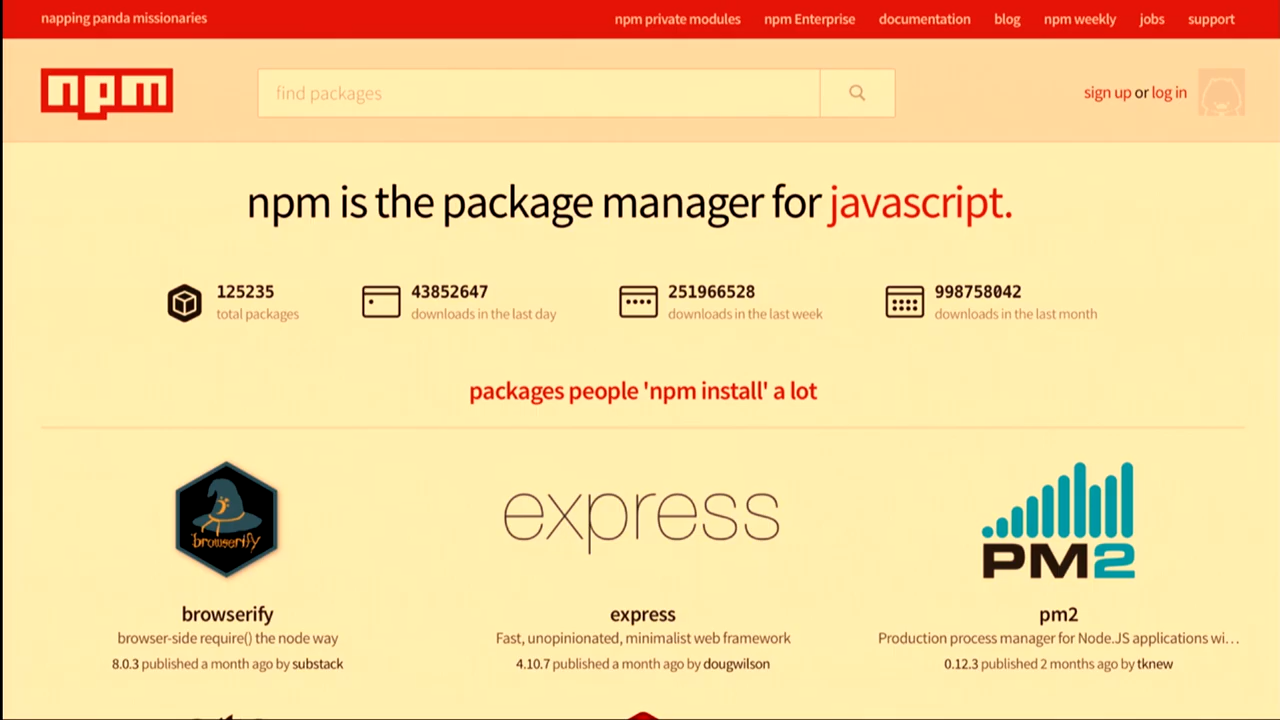 napping panda missionaries
npm private modules npm Enterprise documentation blog npm weekly jobs support
npm
find packages
sign up or log in
npm is the package manager for javascript.
125235
total packages
43852647
downloads in the last day
251966528
downloads in the last week
998758042
downloads in the last month
packages people 'npm install' a lot
browserify
express
PM2
browserify
browser-side require() the node way
8.0.3 published a month ago by substack
express
Fast, unopinionated, minimalist web framework
4.10.7 published a month ago by dougwilson
pm2
Production process manager for Node.JS applications wi…
0.12.3 published 2 months ago by tknew